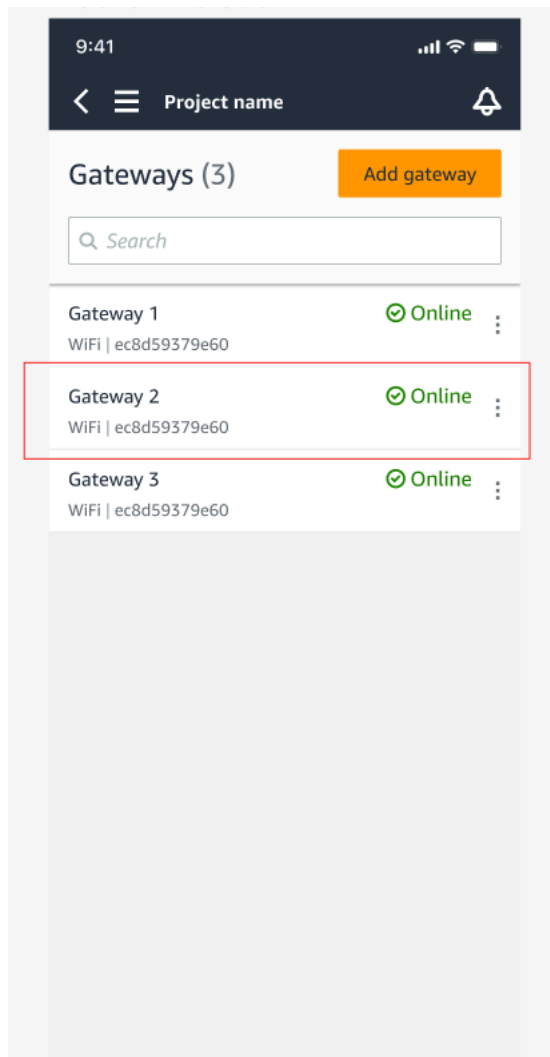 9:41
Project name
Gateways (3)
Add gateway
Search
Gateway 1
Online
WiFi | ec8d59379e60
Gateway 2
Online
WiFi | ec8d59379e60
Gateway 3
Online
WiFi | ec8d59379e60